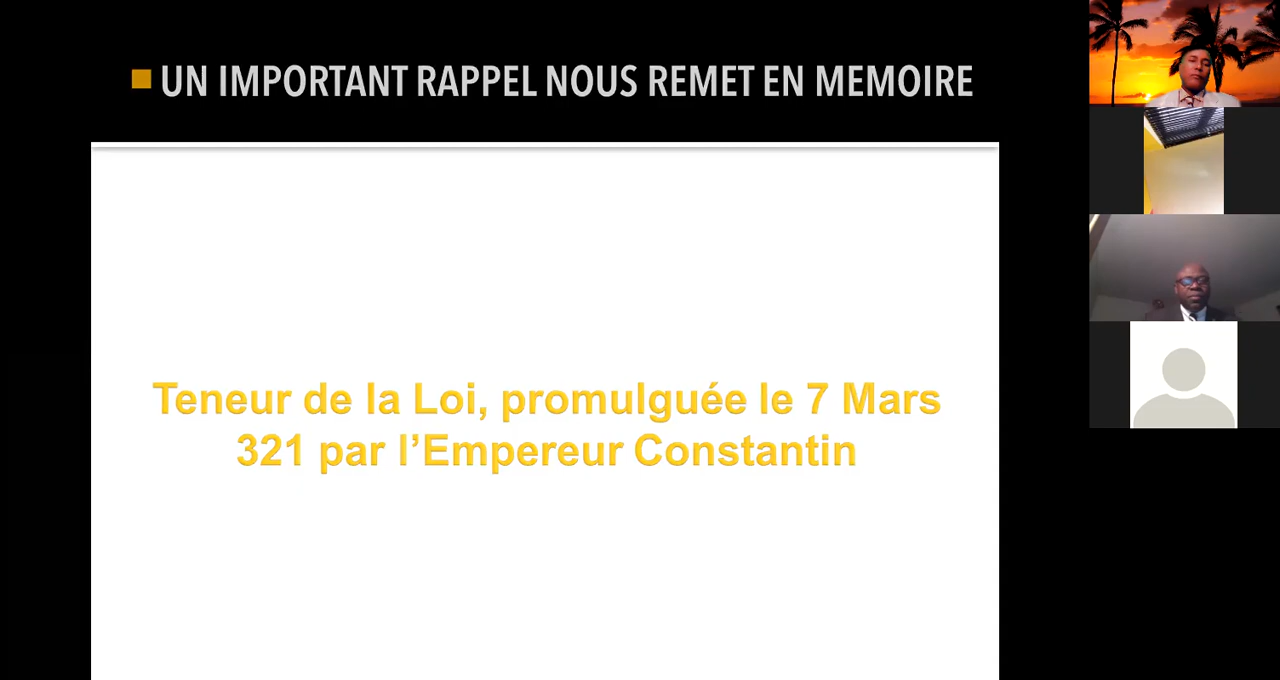 UN IMPORTANT RAPPEL NOUS REMET EN MEMOIRE
Teneur de la Loi, promulguée le 7 Mars
321 par l’Empereur Constantin